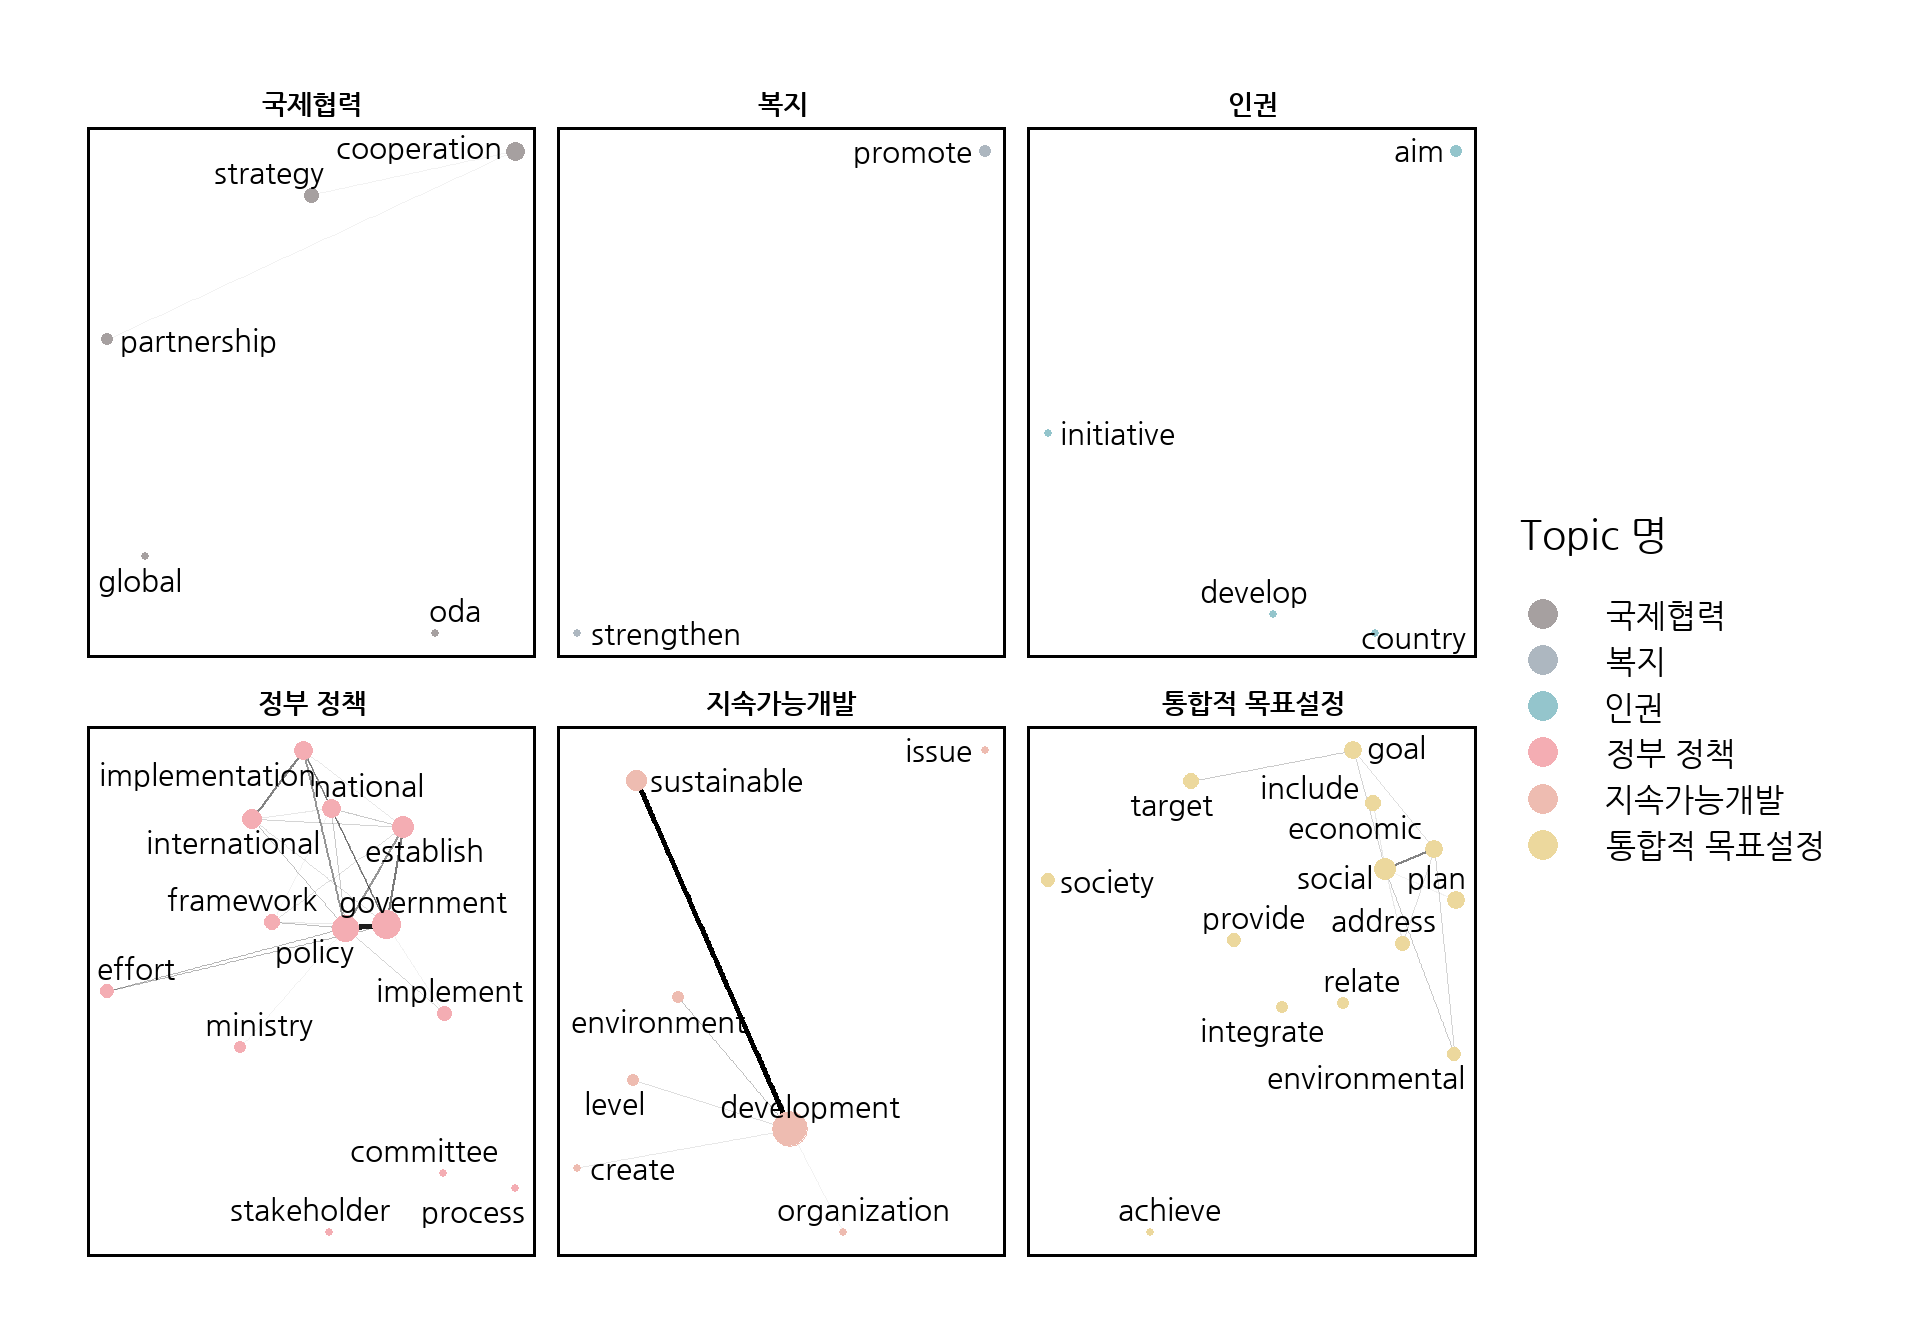 국제협력
cooperation
strategy
partnership
global
oda
복지
promote
strengthen
인권
aim
initiative
develop
country
정부 정책
implementation
national
international
establish
framework
government
policy
effort
implement
ministry
committee
stakeholder
process
지속가능개발
issue
sustainable
environment
level
development
create
organization
통합적 목표설정
goal
include
target
economic
social
plan
society
provide
address
relate
integrate
environmental
achieve
Topic 명
국제협력
복지
인권
정부 정책
지속가능개발
통합적 목표설정